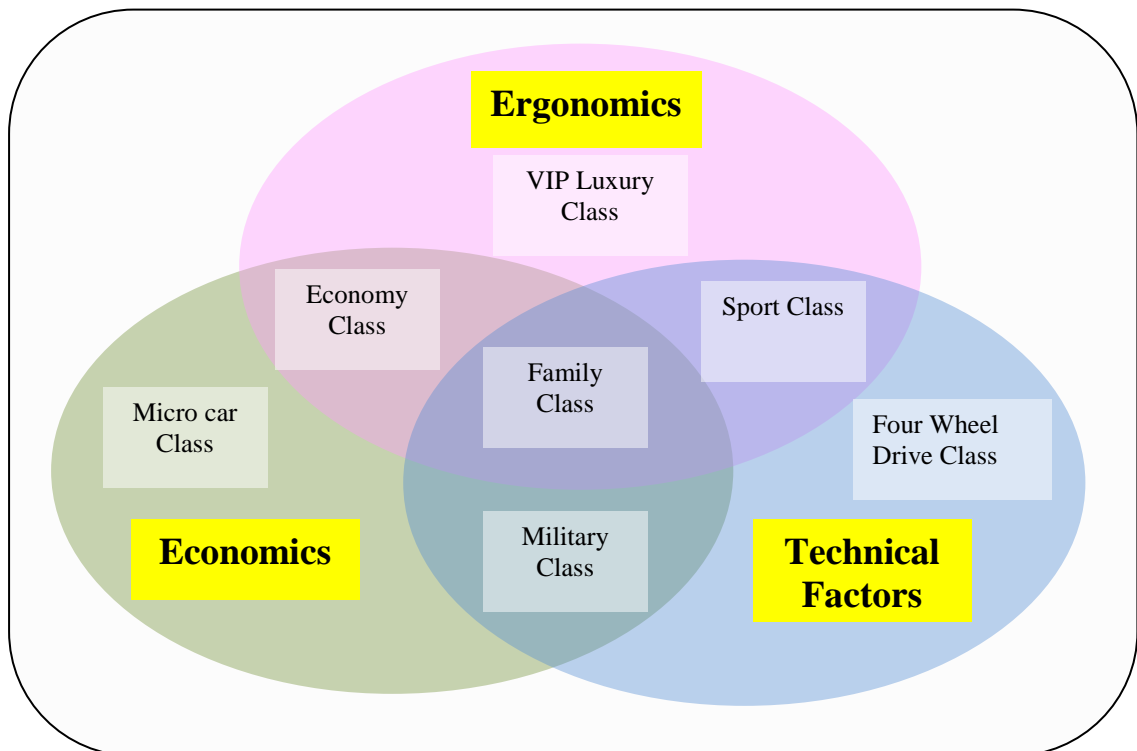 Ergonomics
VIP Luxury
Class
Economy
Class
Sport Class
Family
Class
Micro car
Class
Four Wheel
Drive Class
Economics
Military
Class
Technical
Factors